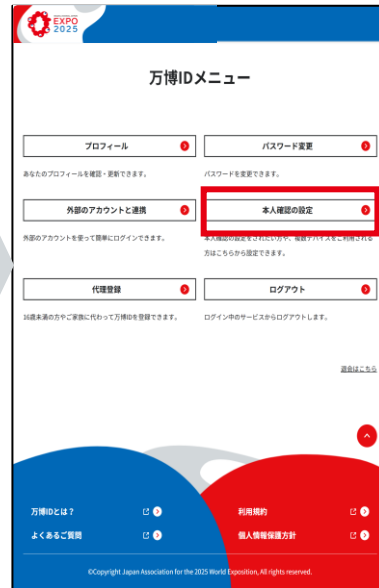 EXPO
2025
万博IDメニュー
プロフィール
パスワード変更
あなたのプロフィールを確認・更新できます。
パスワードを変更できます。
外部のアカウントと連携
本人確認の設定
外部のアカウントを使って簡単にログインできます。
本人確認の設定をされたい方や、複数デバイスをご利用される
方はこちらから設定できます。
代理登録
ログアウト
16歳未満の方やご家族に代わって万博IDを登録できます。
ログイン中のサービスからログアウトします。
退会はこちら
万博IDとは？
利用規約
よくあるご質問
個人情報保護方針
©Copyright Japan Association for the 2025 World Exposition, All rights reserved.